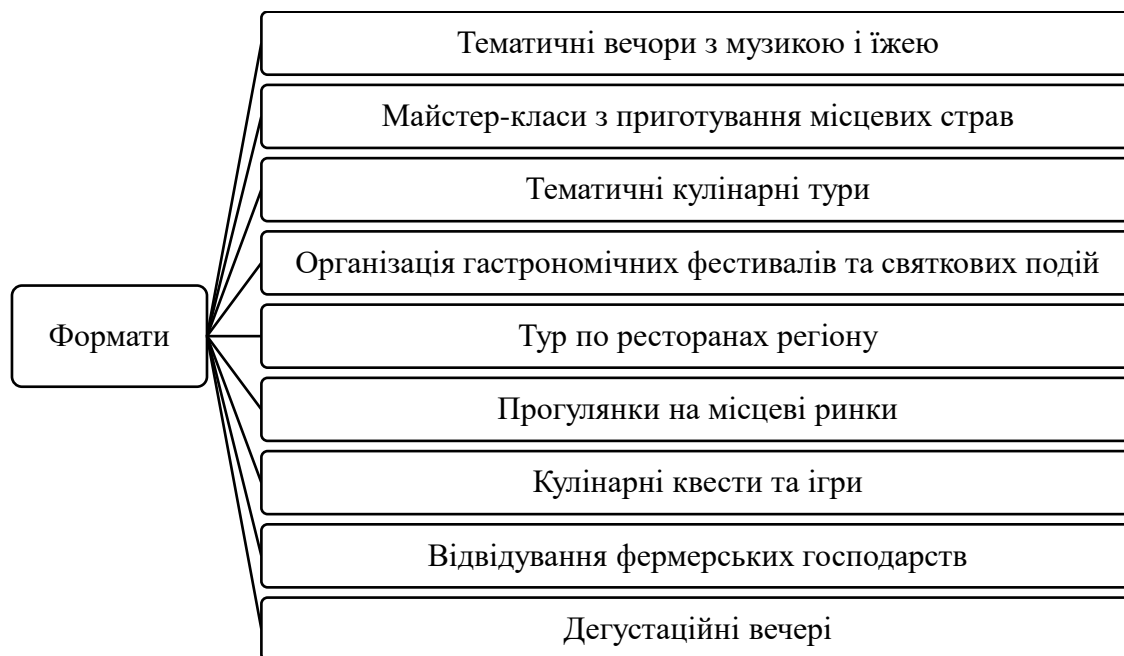 Тематичні вечори з музикою і їжею
Майстер-класи з приготування місцевих страв
Тематичні кулінарні тури
Організація гастрономічних фестивалів та святкових подій
Формати
Тур по ресторанах регіону
Прогулянки на місцеві ринки
Кулінарні квести та ігри
Відвідування фермерських господарств
Дегустаційні вечері